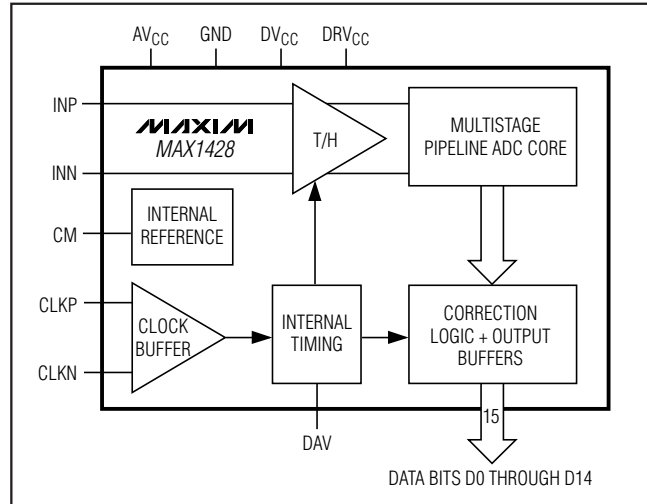 AVCC GND DVCC DRVCC
INP
MAXIM
MAX1428
T/H
MULTISTAGE
PIPELINE ADC CORE
INN
CM
INTERNAL
REFERENCE
CLKP
CLOCK
BUFFER
CLKN
INTERNAL
TIMING
CORRECTION
LOGIC + OUTPUT
BUFFERS
DAV
15
DATA BITS D0 THROUGH D14